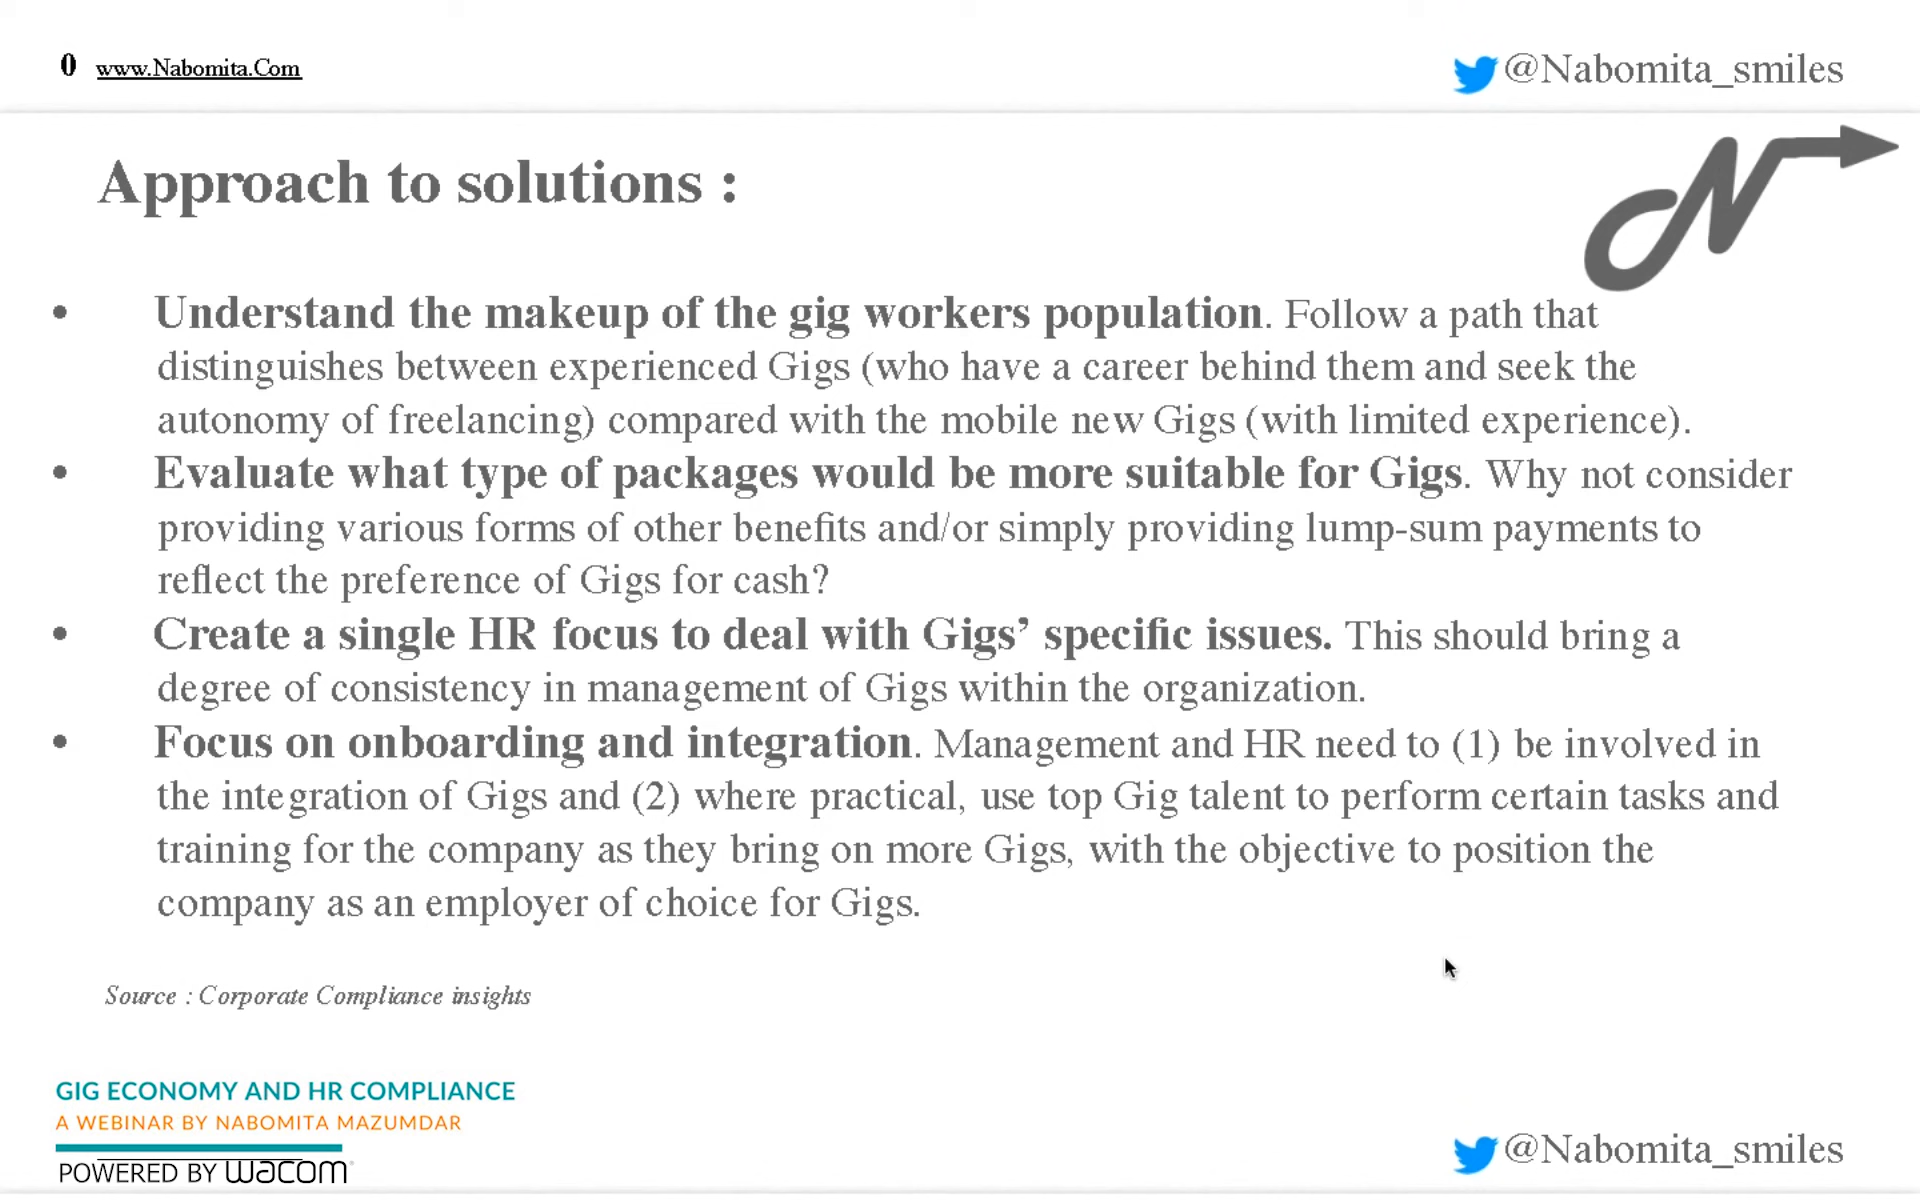 0 www.Nabomita.Com
@Nabomita_smiles
Approach to solutions :
• Understand the makeup of the gig workers population. Follow a path that
distinguishes between experienced Gigs (who have a career behind them and seek the
autonomy of freelancing) compared with the mobile new Gigs (with limited experience).
• Evaluate what type of packages would be more suitable for Gigs. Why not consider
providing various forms of other benefits and/or simply providing lump-sum payments to
reflect the preference of Gigs for cash?
• Create a single HR focus to deal with Gigs’ specific issues. This should bring a
degree of consistency in management of Gigs within the organization.
• Focus on onboarding and integration. Management and HR need to (1) be involved in
the integration of Gigs and (2) where practical, use top Gig talent to perform certain tasks and
training for the company as they bring on more Gigs, with the objective to position the
company as an employer of choice for Gigs.
Source : Corporate Compliance insights
GIG ECONOMY AND HR COMPLIANCE
A WEBINAR BY NABOMITA MAZUMDAR
POWERED BY wacom
@Nabomita_smiles